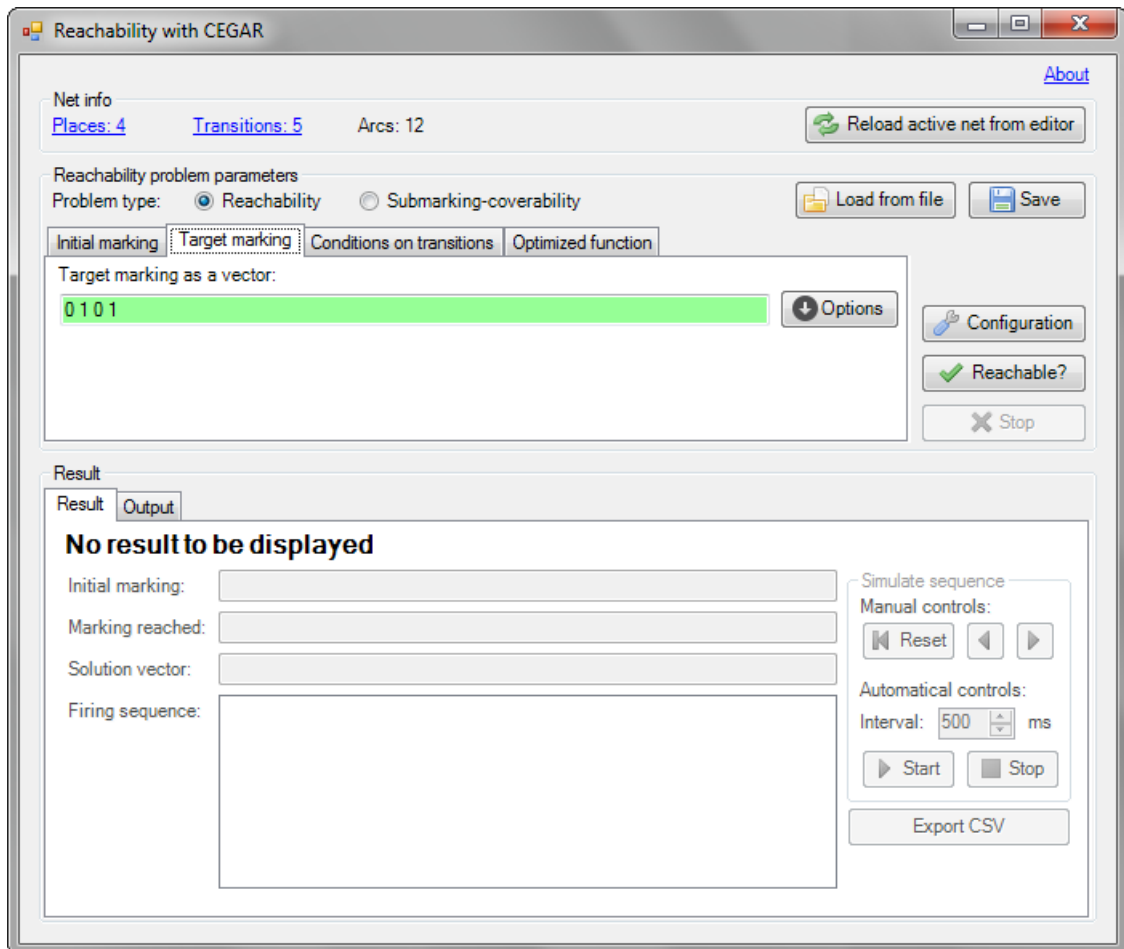 Reachability with CEGAR
About
Net info
Places: 4 Transitions: 5 Arcs: 12 Reload active net from editor
Reachability problem parameters
Problem type: Reachability Submarking-coverability Load from file Save
Initial marking Target marking Conditions on transitions Optimized function
Target marking as a vector:
0 1 0 1 Options
Configuration
Reachable?
Stop
Result
Result Output
No result to be displayed
Initial marking: Simulate sequence
Manual controls:
Marking reached: Reset
Solution vector:
Automatical controls:
Firing sequence: Interval: 500 ms
Start Stop
Export CSV